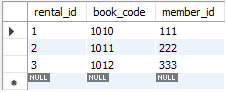 rental_id book_code member_id
1 1010 111
2 1011 222
3 1012 333
NULL NULL NULL